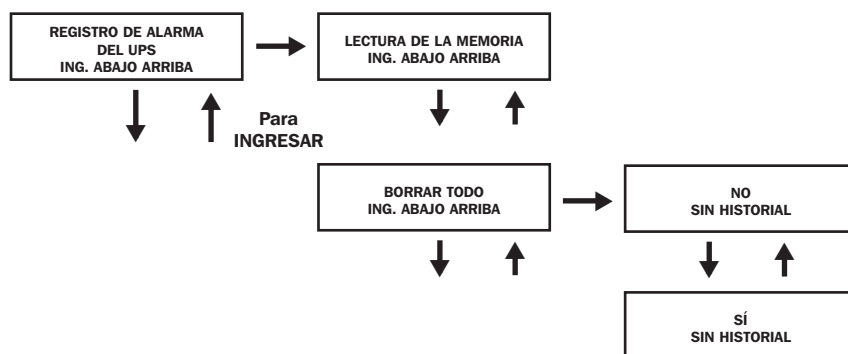 REGISTRO DE ALARMA
DEL UPS
ING. ABAJO ARRIBA
LECTURA DE LA MEMORIA
ING. ABAJO ARRIBA
Para
INGRESAR
BORRAR TODO
ING. ABAJO ARRIBA
NO
SIN HISTORIAL
SÍ
SIN HISTORIAL